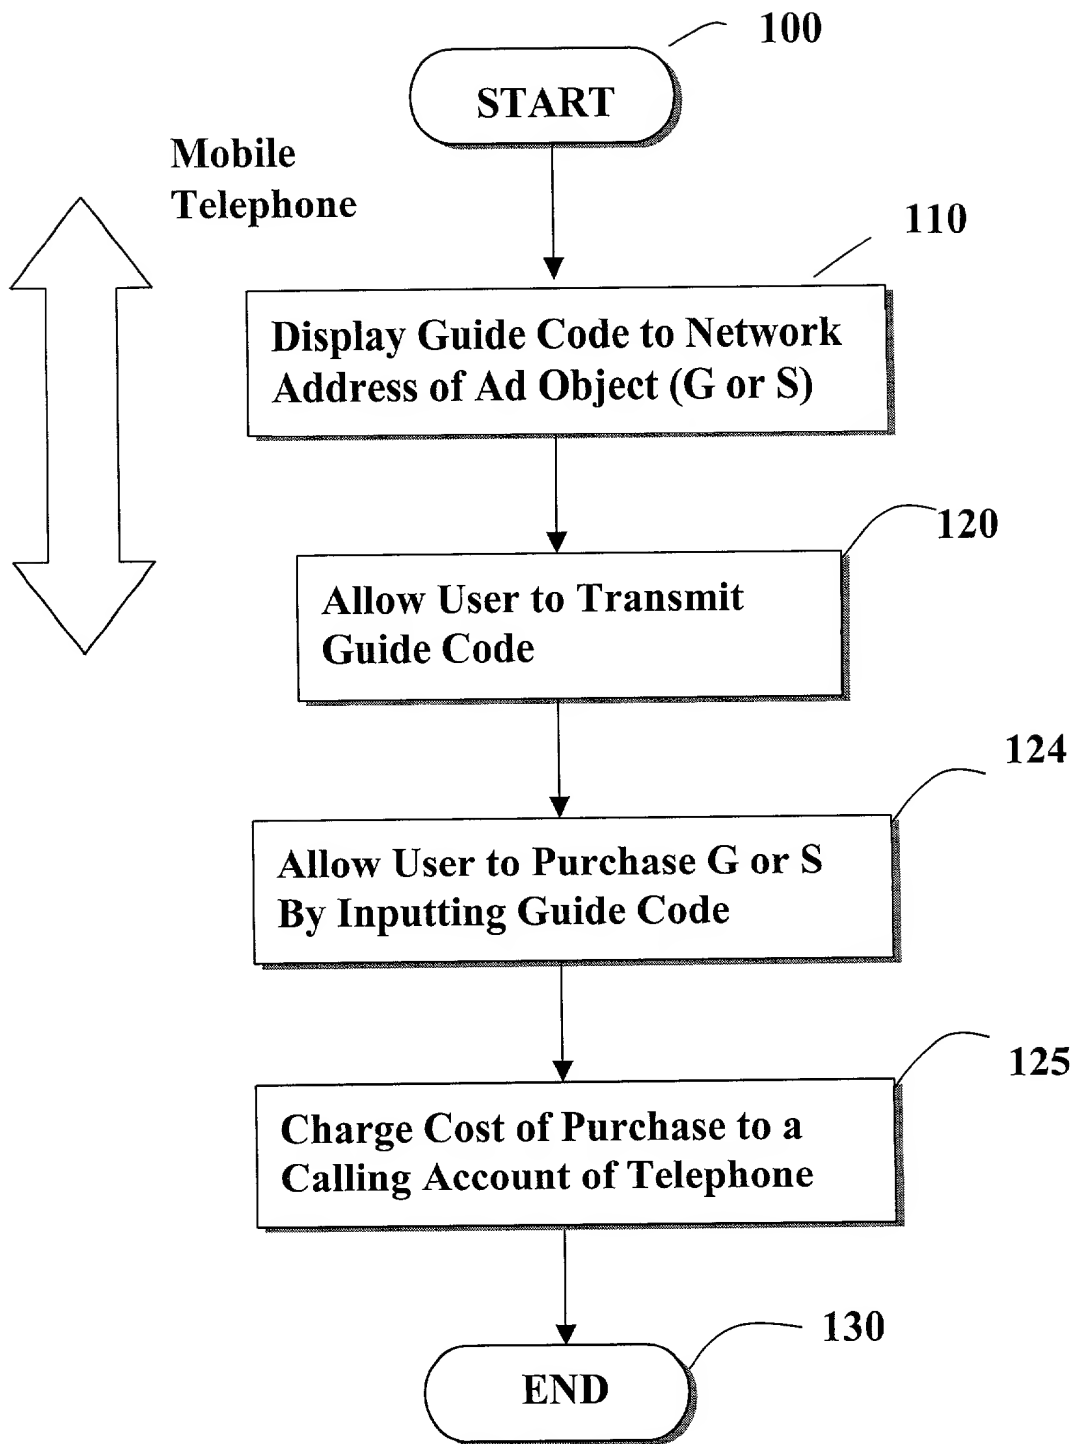 100
START
Mobile
Telephone
110
Display Guide Code to Network
Address of Ad Object (G or S)
120
Allow User to Transmit
Guide Code
124
Allow User to Purchase G or S
By Inputting Guide Code
125
Charge Cost of Purchase to a
Calling Account of Telephone
130
END